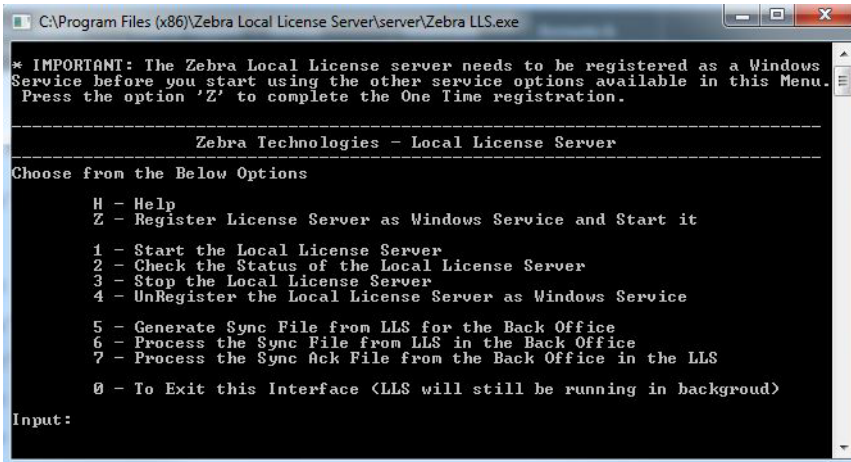 C:\Program Files (x86)\Zebra Local License Server\server\Zebra LLS.exe
* IMPORTANT: The Zebra Local License server needs to be registered as a Windows
Service before you start using the other service options available in this Menu.
Press the option 'Z' to complete the One Time registration.
Zebra Technologies - Local License Server
Choose from the Below Options
H - Help
Z - Register License Server as Windows Service and Start it
1 - Start the Local License Server
2 - Check the Status of the Local License Server
3 - Stop the Local License Server
4 - UnRegister the Local License Server as Windows Service
5 - Generate Sync File from LLS for the Back Office
6 - Process the Sync File from LLS in the Back Office
7 - Process the Sync Ack File from the Back Office in the LLS
0 - To Exit this Interface (LLS will still be running in backgroud)
Input: